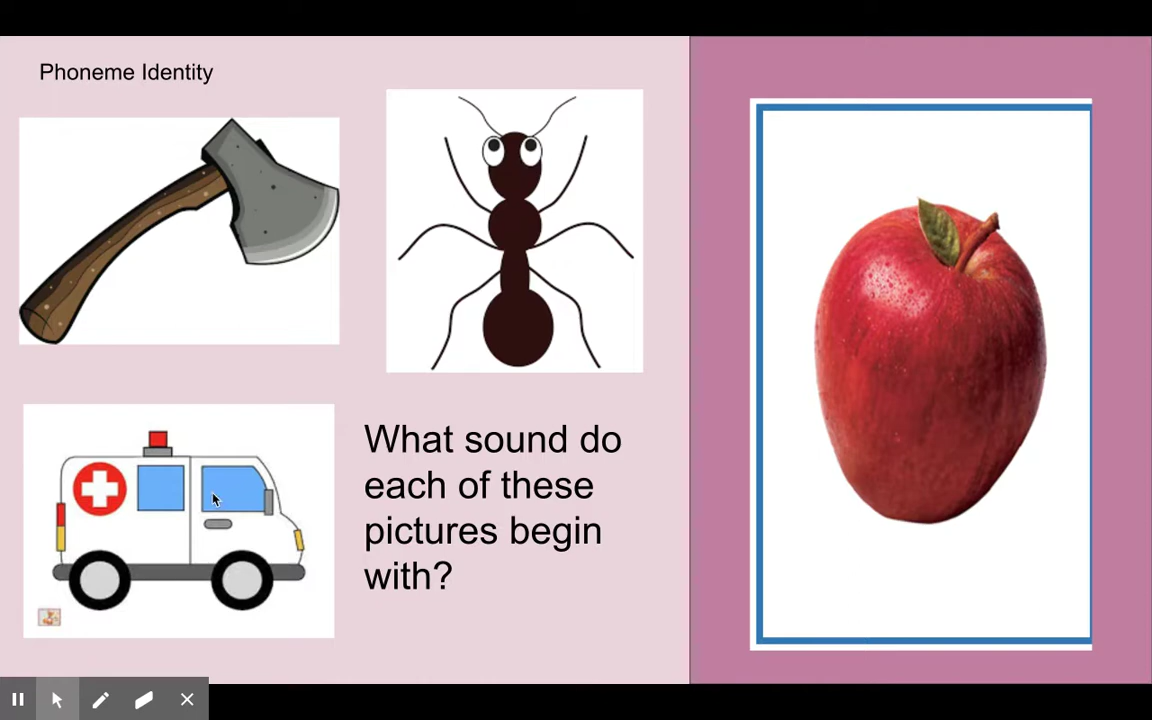 Phoneme Identity
What sound do
each of these
pictures begin
with?